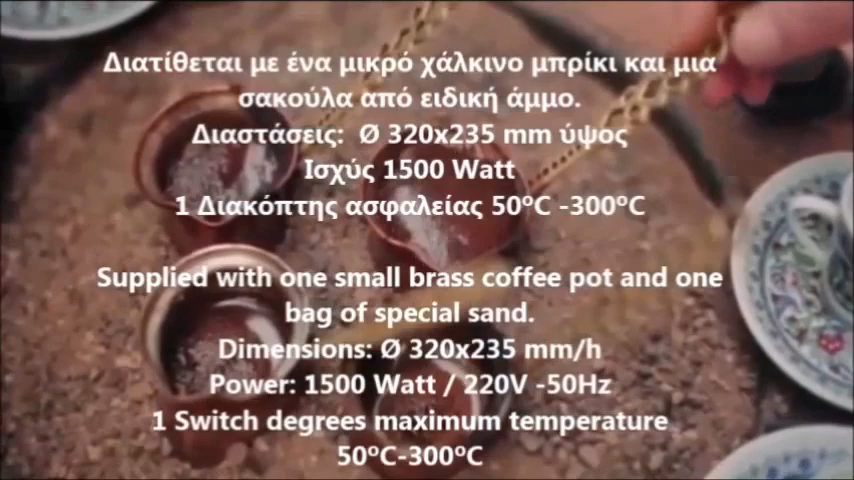 Διατίθεται με ένα μικρό χάλκινο μπρίκι και μια
σακούλα από ειδική άμμο.
Διαστάσεις:  Ø 320x235 mm ύψος
Ισχύς 1500 Watt
1 Διακόπτης ασφαλείας 50ºC -300ºC
Supplied with one small brass coffee pot and one
bag of special sand.
Dimensions: Ø 320x235 mm/h
Power: 1500 Watt / 220V -50Hz
1 Switch degrees maximum temperature
50ºC-300ºC